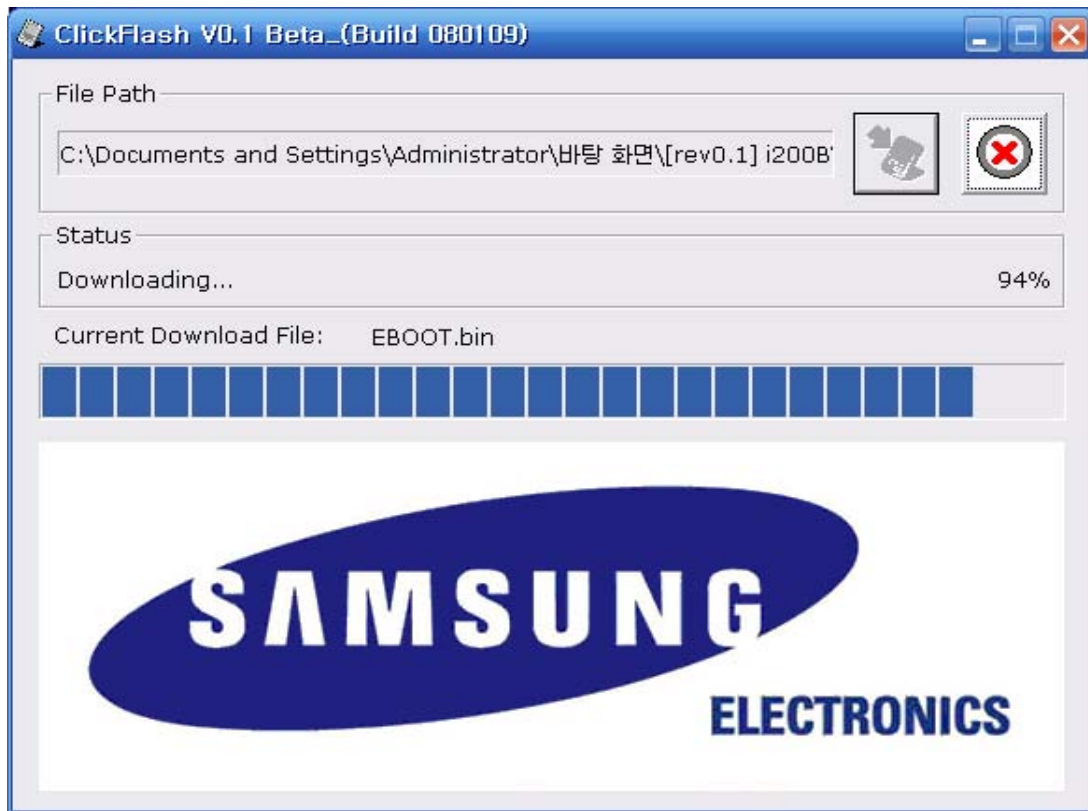 ClickFlash V0.1 Beta_(Build 080109)
File Path
C:\Documents and Settings\Administrator\바탕 화면\[rev0.1] i200B
Status
Downloading... 94%
Current Download File: EBOOT.bin
SAMSUNG
ELECTRONICS